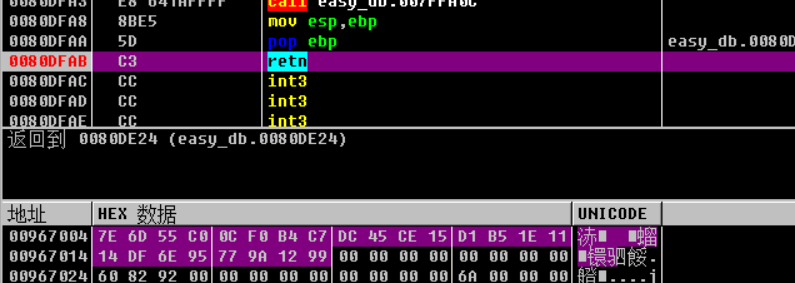 0080DFA3 E8 641AFFFF call easy_db.007FFA0C
0080DFA8 8BE5 mov esp,ebp
0080DFAA 5D pop ebp easy_db.0080D
0080DFAB C3 retn
0080DFAC CC int3
0080DFAD CC int3
0080DFAE CC int3
返回到 0080DE24 (easy_db.0080DE24)
地址 HEX 数据 UNICODE
00967004 7E 6D 55 C0 0C F0 B4 C7 DC 45 CE 15 D1 B5 1E 11
00967014 14 DF 6E 95 77 9A 12 99 00 00 00 00 00 00 00 00
00967024 60 82 92 00 00 00 00 00 00 00 00 00 6A 00 00 00 ....j